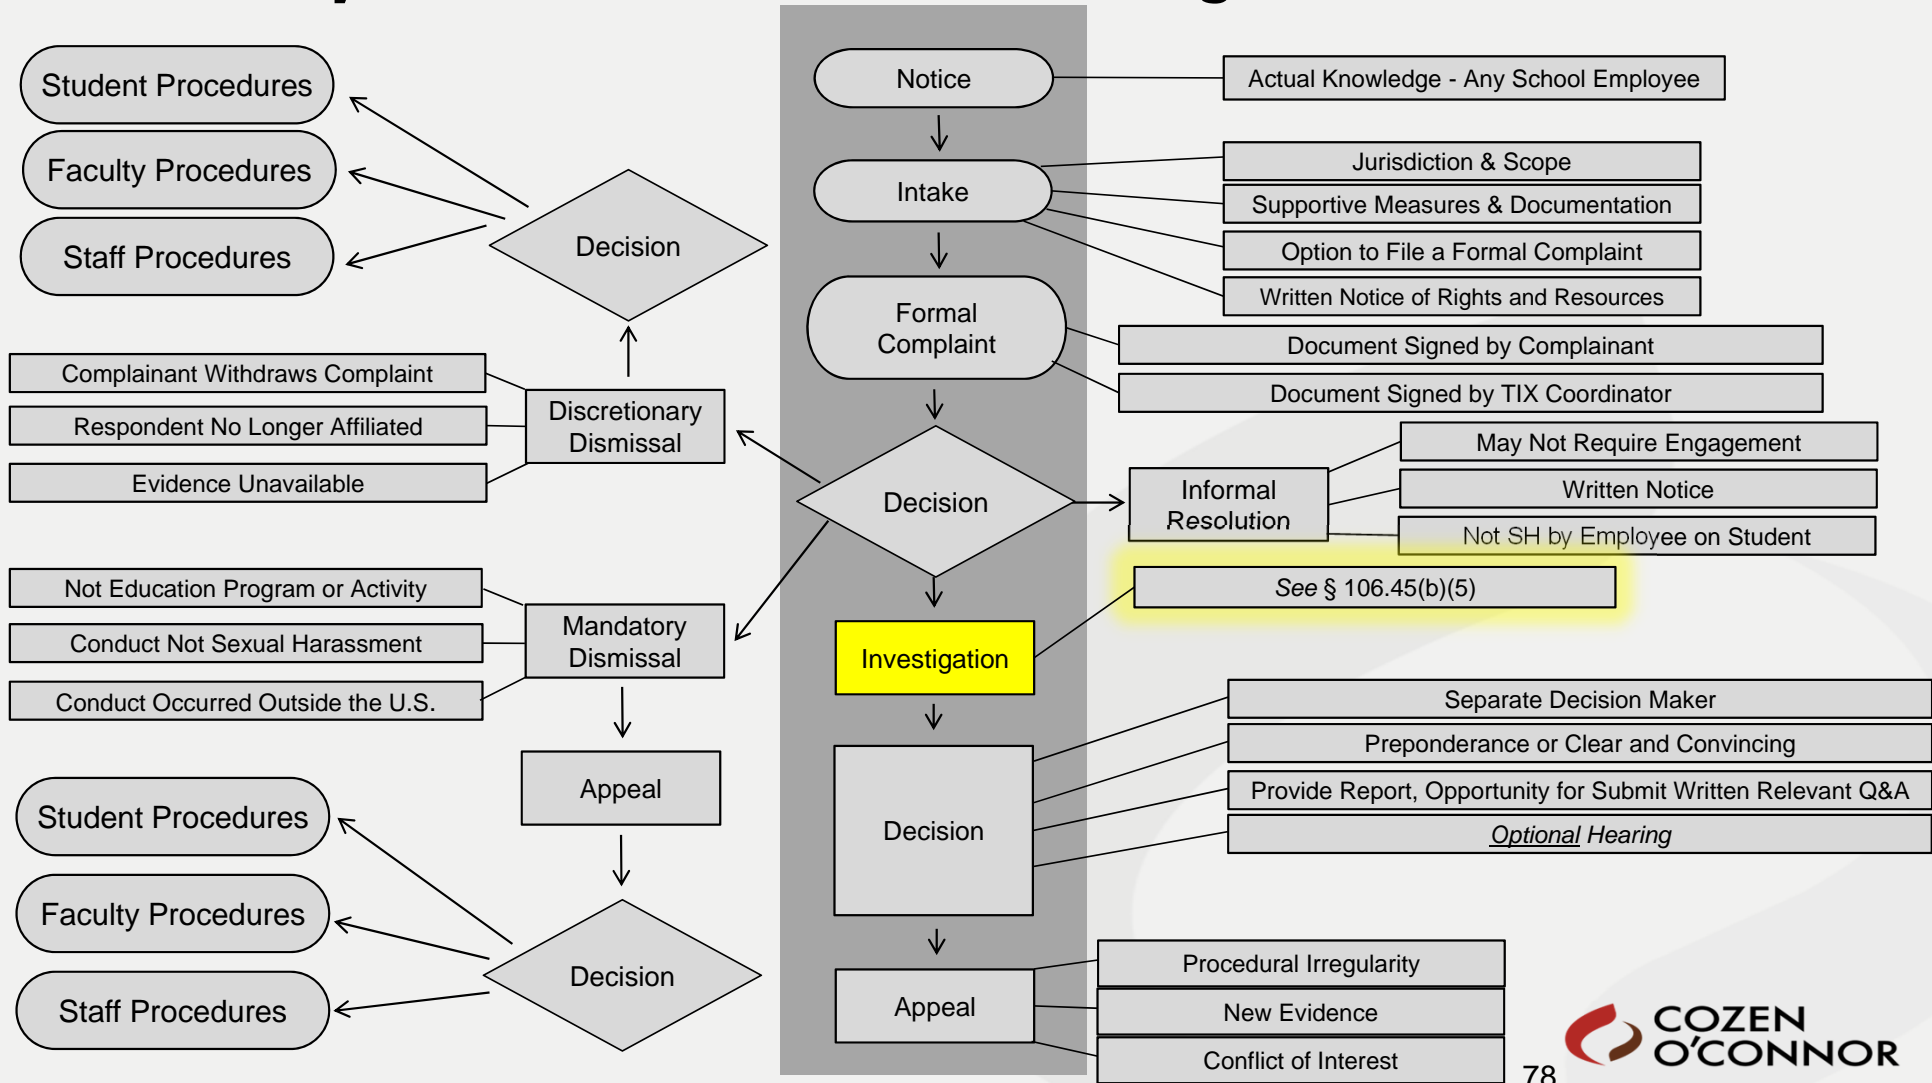 Student Procedures
Faculty Procedures
Staff Procedures
Decision
Complainant Withdraws Complaint
Respondent No Longer Affiliated
Evidence Unavailable
Discretionary
Dismissal
Not Education Program or Activity
Conduct Not Sexual Harassment
Conduct Occurred Outside the U.S.
Mandatory
Dismissal
Appeal
Student Procedures
Faculty Procedures
Staff Procedures
Decision
Notice
Actual Knowledge - Any School Employee
Intake
Jurisdiction & Scope
Supportive Measures & Documentation
Option to File a Formal Complaint
Written Notice of Rights and Resources
Formal
Complaint
Document Signed by Complainant
Document Signed by TIX Coordinator
Decision
Informal
Resolution
May Not Require Engagement
Written Notice
Not SH by Employee on Student
See § 106.45(b)(5)
Investigation
Decision
Separate Decision Maker
Preponderance or Clear and Convincing
Provide Report, Opportunity for Submit Written Relevant Q&A
Optional Hearing
Appeal
Procedural Irregularity
New Evidence
Conflict of Interest
COZEN
O'CONNOR
78